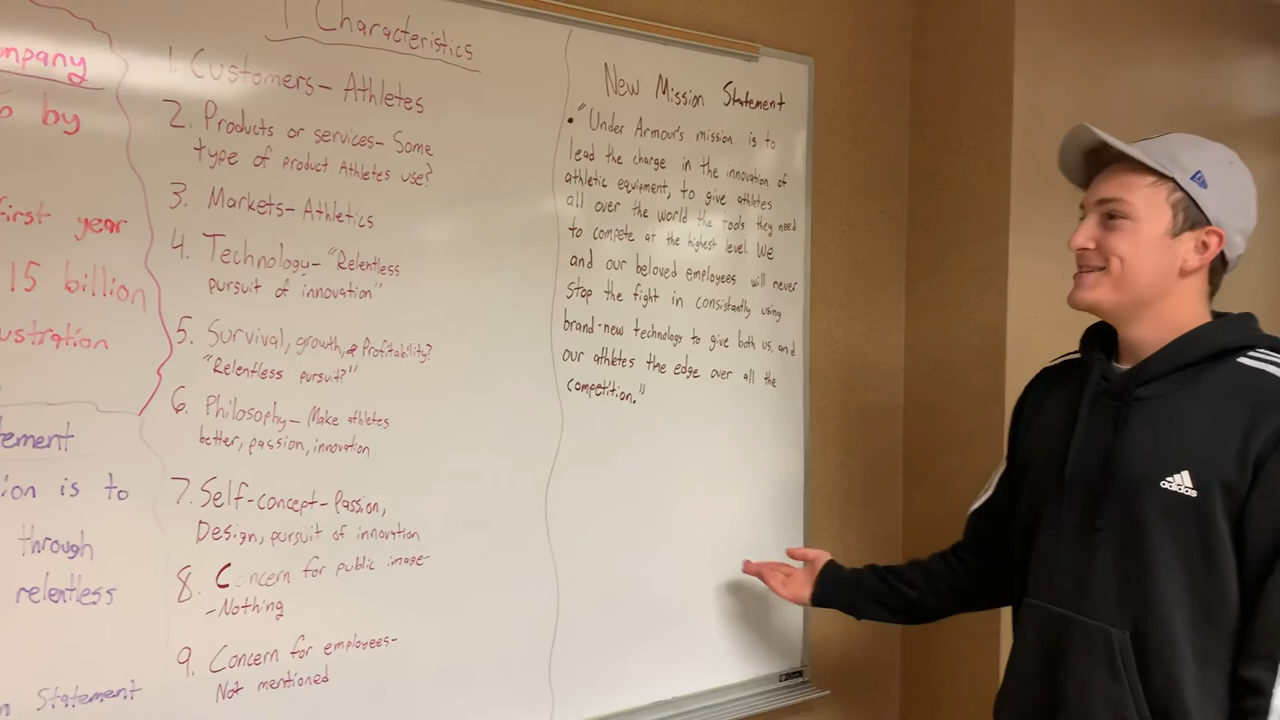 mpany
by
first year
15 billion
ustration
tement
ion is to
through
relentless
Statement
Characteristics
1. Customers- Athletes
2. Products or services- Some
type of product Athletes use?
3. Markets- Athletics
4. Technology- "Relentless
pursuit of innovation"
5. Survival, growth, & Profitability?
"Relentless pursuit?"
6. Philosophy- Make athletes
better, passion, innovation
7. Self-concept- Passion,
Design, pursuit of innovation
8. Concern for public image-
-Nothing
9. Concern for employees-
Not mentioned
New Mission Statement
• "Under Armour's mission is to
lead the charge in the innovation of
athletic equipment, to give athletes
all over the world the tools they need
to compete at the highest level. We
and our beloved employees will never
stop the fight in consistently using
brand-new technology to give both us, and
our athletes the edge over all the
competition."
adidas